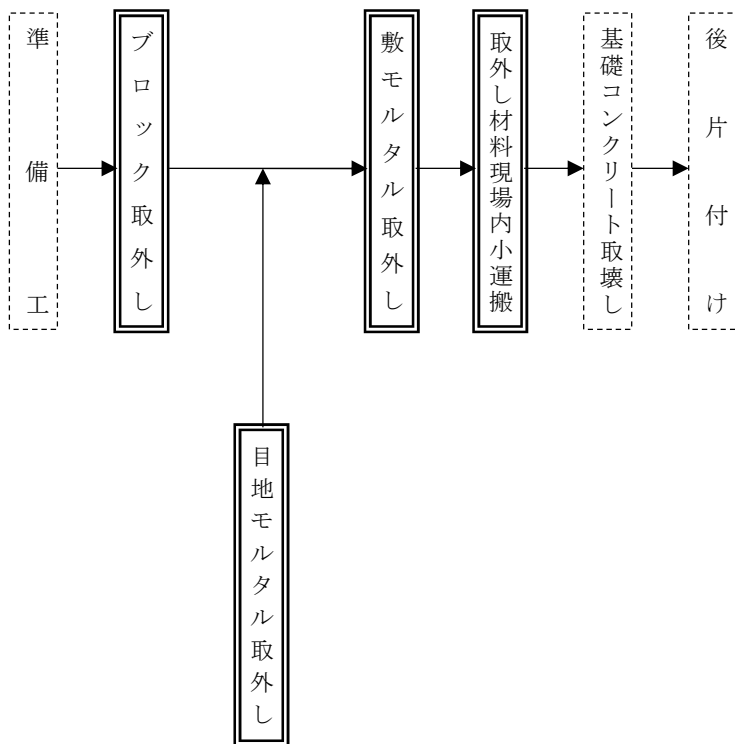 準備工
ブロック取外し
敷モルタル取外し
取外し材料現場内小運搬
基礎コンクリート取壊し
後片付け
目地モルタル取外し